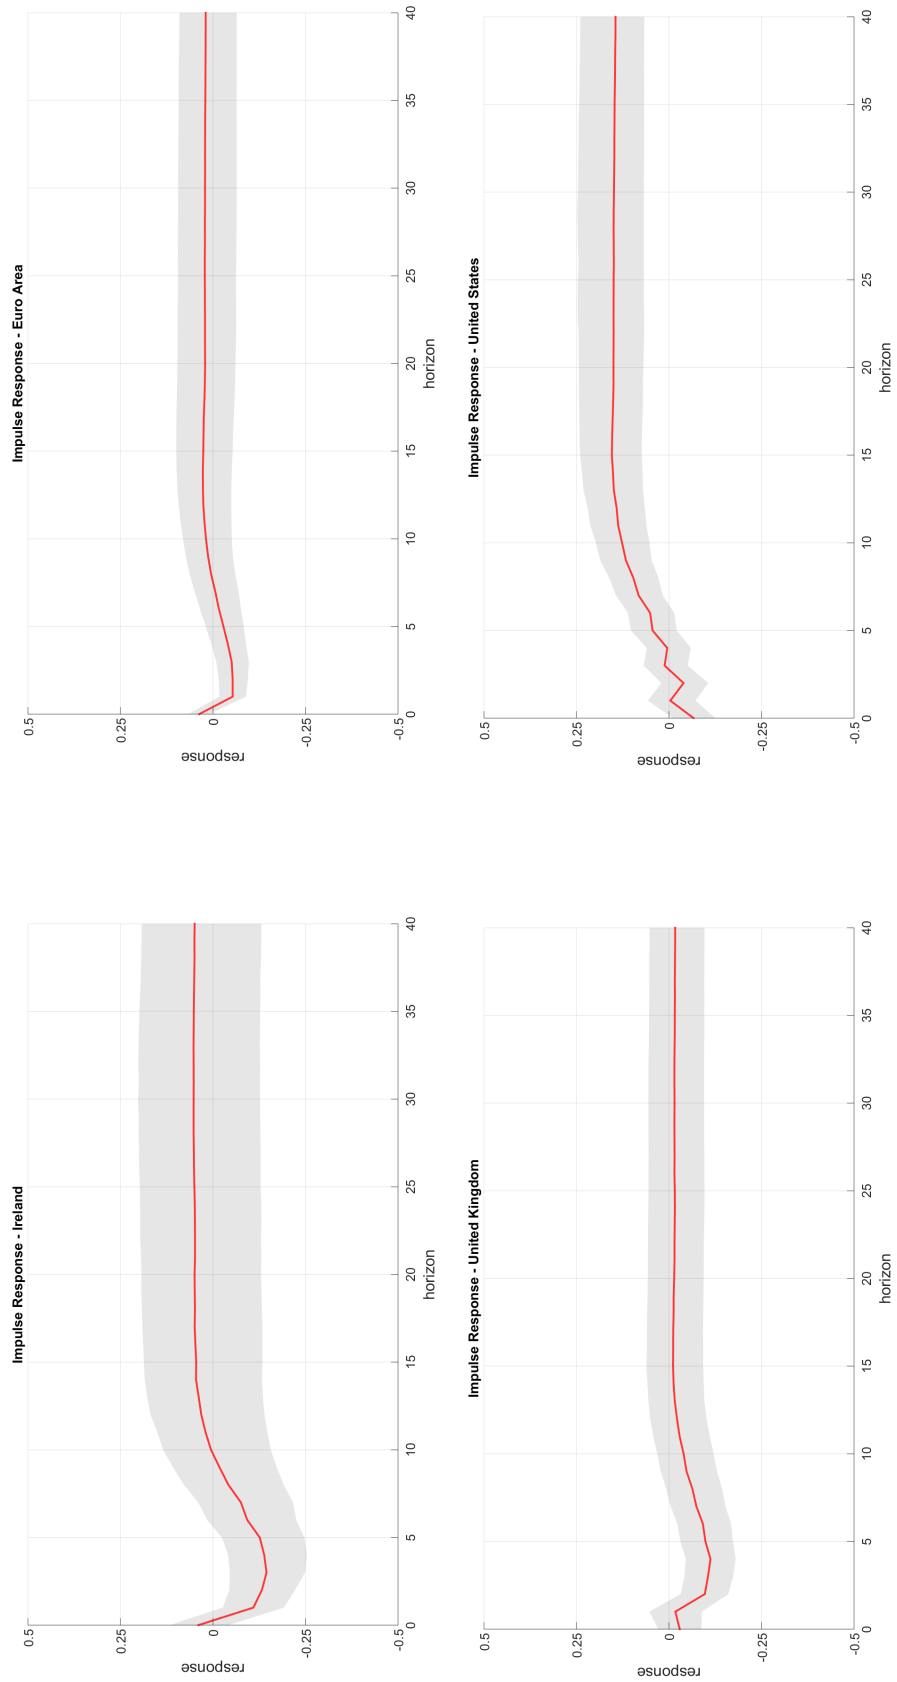 Impulse Response - Ireland
response
0.5
0.25
0
-0.25
-0.5
0 5 10 15 20 25 30 35 40
horizon
Impulse Response - Euro Area
response
0.5
0.25
0
-0.25
-0.5
0 5 10 15 20 25 30 35 40
horizon
Impulse Response - United Kingdom
response
0.5
0.25
0
-0.25
-0.5
0 5 10 15 20 25 30 35 40
horizon
Impulse Response - United States
response
0.5
0.25
0
-0.25
-0.5
0 5 10 15 20 25 30 35 40
horizon